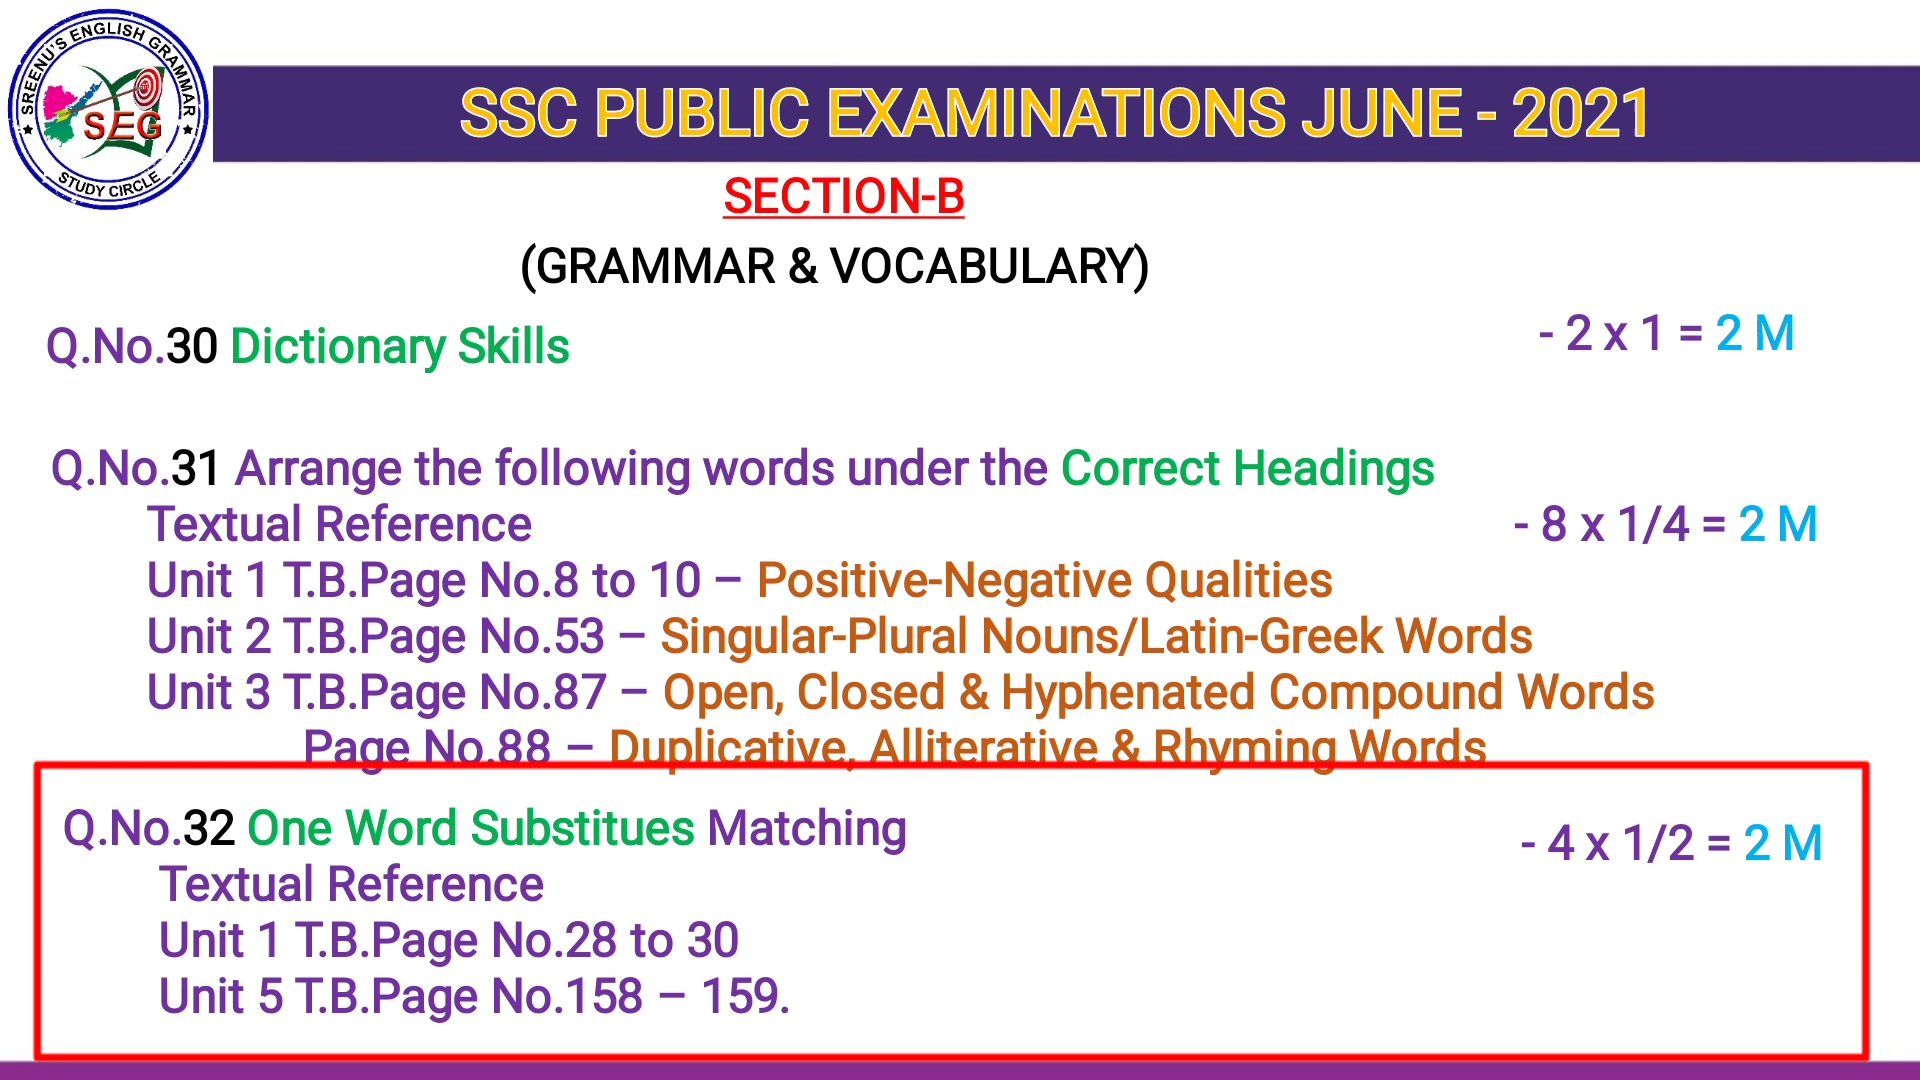 SREENU'S ENGLISH GRAMMAR
SEG
STUDY CIRCLE
SSC PUBLIC EXAMINATIONS JUNE - 2021
SECTION-B
(GRAMMAR & VOCABULARY)
Q.No.30 Dictionary Skills - 2 x 1 = 2 M
Q.No.31 Arrange the following words under the Correct Headings
Textual Reference - 8 x 1/4 = 2 M
Unit 1 T.B.Page No.8 to 10 – Positive-Negative Qualities
Unit 2 T.B.Page No.53 – Singular-Plural Nouns/Latin-Greek Words
Unit 3 T.B.Page No.87 – Open, Closed & Hyphenated Compound Words
Page No.88 – Duplicative, Alliterative & Rhyming Words
Q.No.32 One Word Substitues Matching - 4 x 1/2 = 2 M
Textual Reference
Unit 1 T.B.Page No.28 to 30
Unit 5 T.B.Page No.158 – 159.